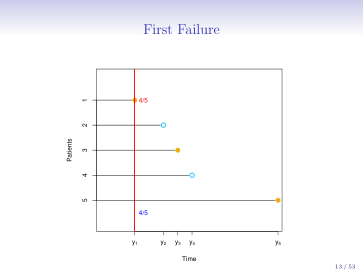 First Failure
Patients
1
4/5
2
3
4
5
4/5
y₁ y₂ y₃ y₄ y₅
Time
13 / 53